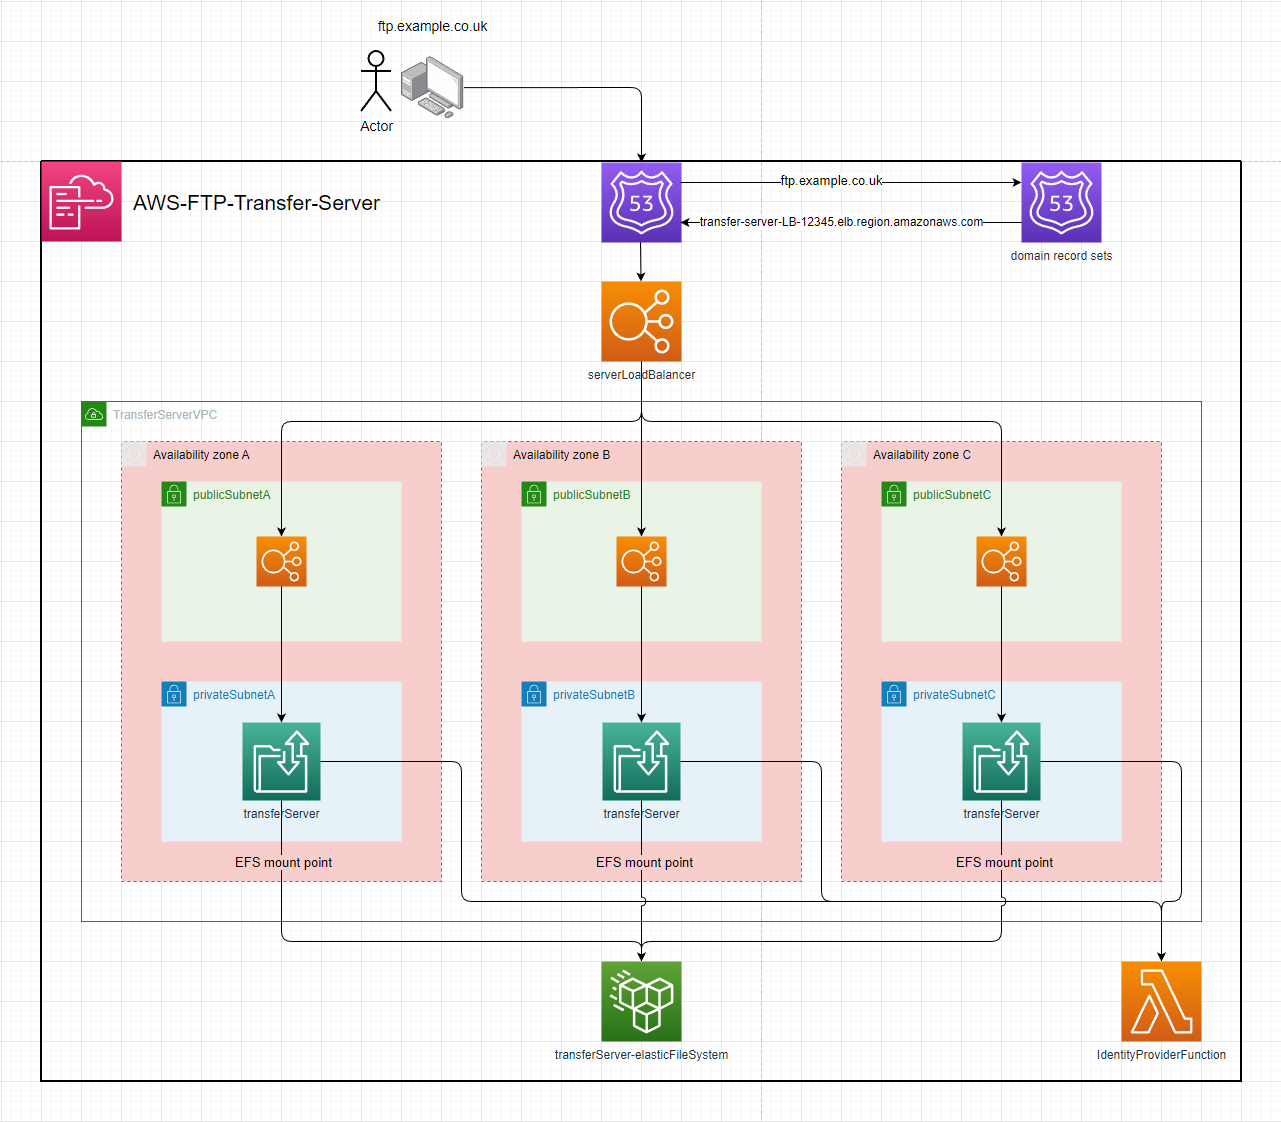 ftp.example.co.uk
Actor
AWS-FTP-Transfer-Server
53
ftp.example.co.uk
53
transfer-server-LB-12345.elb.region.amazonaws.com
domain record sets
serverLoadBalancer
TransferServerVPC
Availability zone A
Availability zone B
Availability zone C
publicSubnetA
publicSubnetB
publicSubnetC
privateSubnetA
privateSubnetB
privateSubnetC
transferServer
transferServer
transferServer
EFS mount point
EFS mount point
EFS mount point
transferServer-elasticFileSystem
IdentityProviderFunction